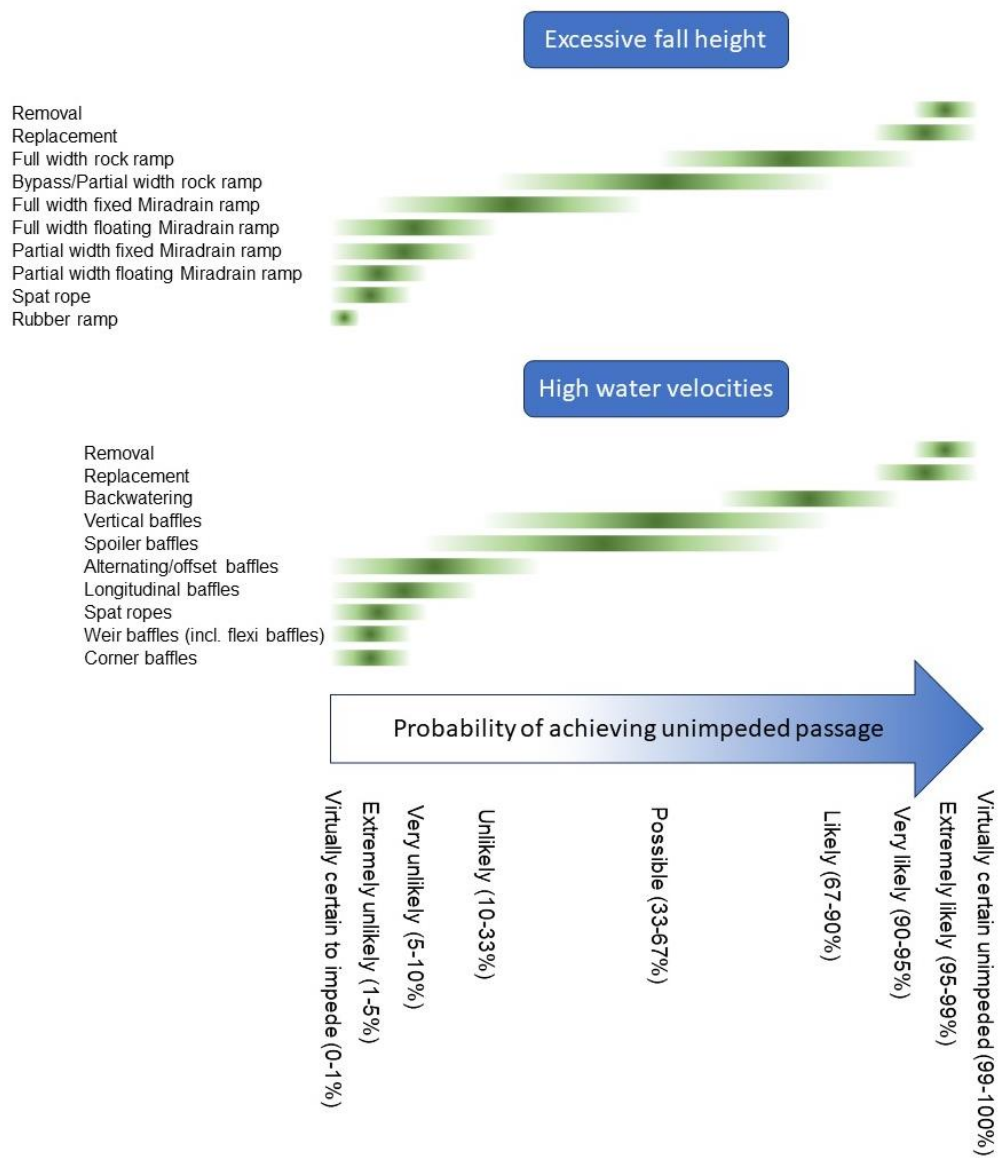 Excessive fall height
Removal
Replacement
Full width rock ramp
Bypass/Partial width rock ramp
Full width fixed Miradrain ramp
Full width floating Miradrain ramp
Partial width fixed Miradrain ramp
Partial width floating Miradrain ramp
Spat rope
Rubber ramp
High water velocities
Removal
Replacement
Backwatering
Vertical baffles
Spoiler baffles
Alternating/offset baffles
Longitudinal baffles
Spat ropes
Weir baffles (incl. flexi baffles)
Corner baffles
Probability of achieving unimpeded passage
Virtually certain to impede (0-1%)
Extremely unlikely (1-5%)
Very unlikely (5-10%)
Unlikely (10-33%)
Possible (33-67%)
Likely (67-90%)
Very likely (90-95%)
Extremely likely (95-99%)
Virtually certain unimpeded (99-100%)